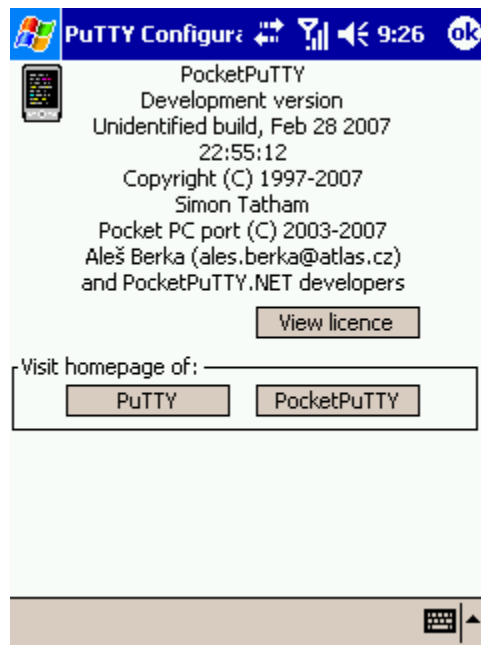 PuTTY Configura 9:26 ok
PocketPuTTY
Development version
Unidentified build, Feb 28 2007
22:55:12
Copyright (C) 1997-2007
Simon Tatham
Pocket PC port (C) 2003-2007
Aleš Berka (ales.berka@atlas.cz)
and PocketPuTTY.NET developers
View licence
Visit homepage of:
PuTTY PocketPuTTY